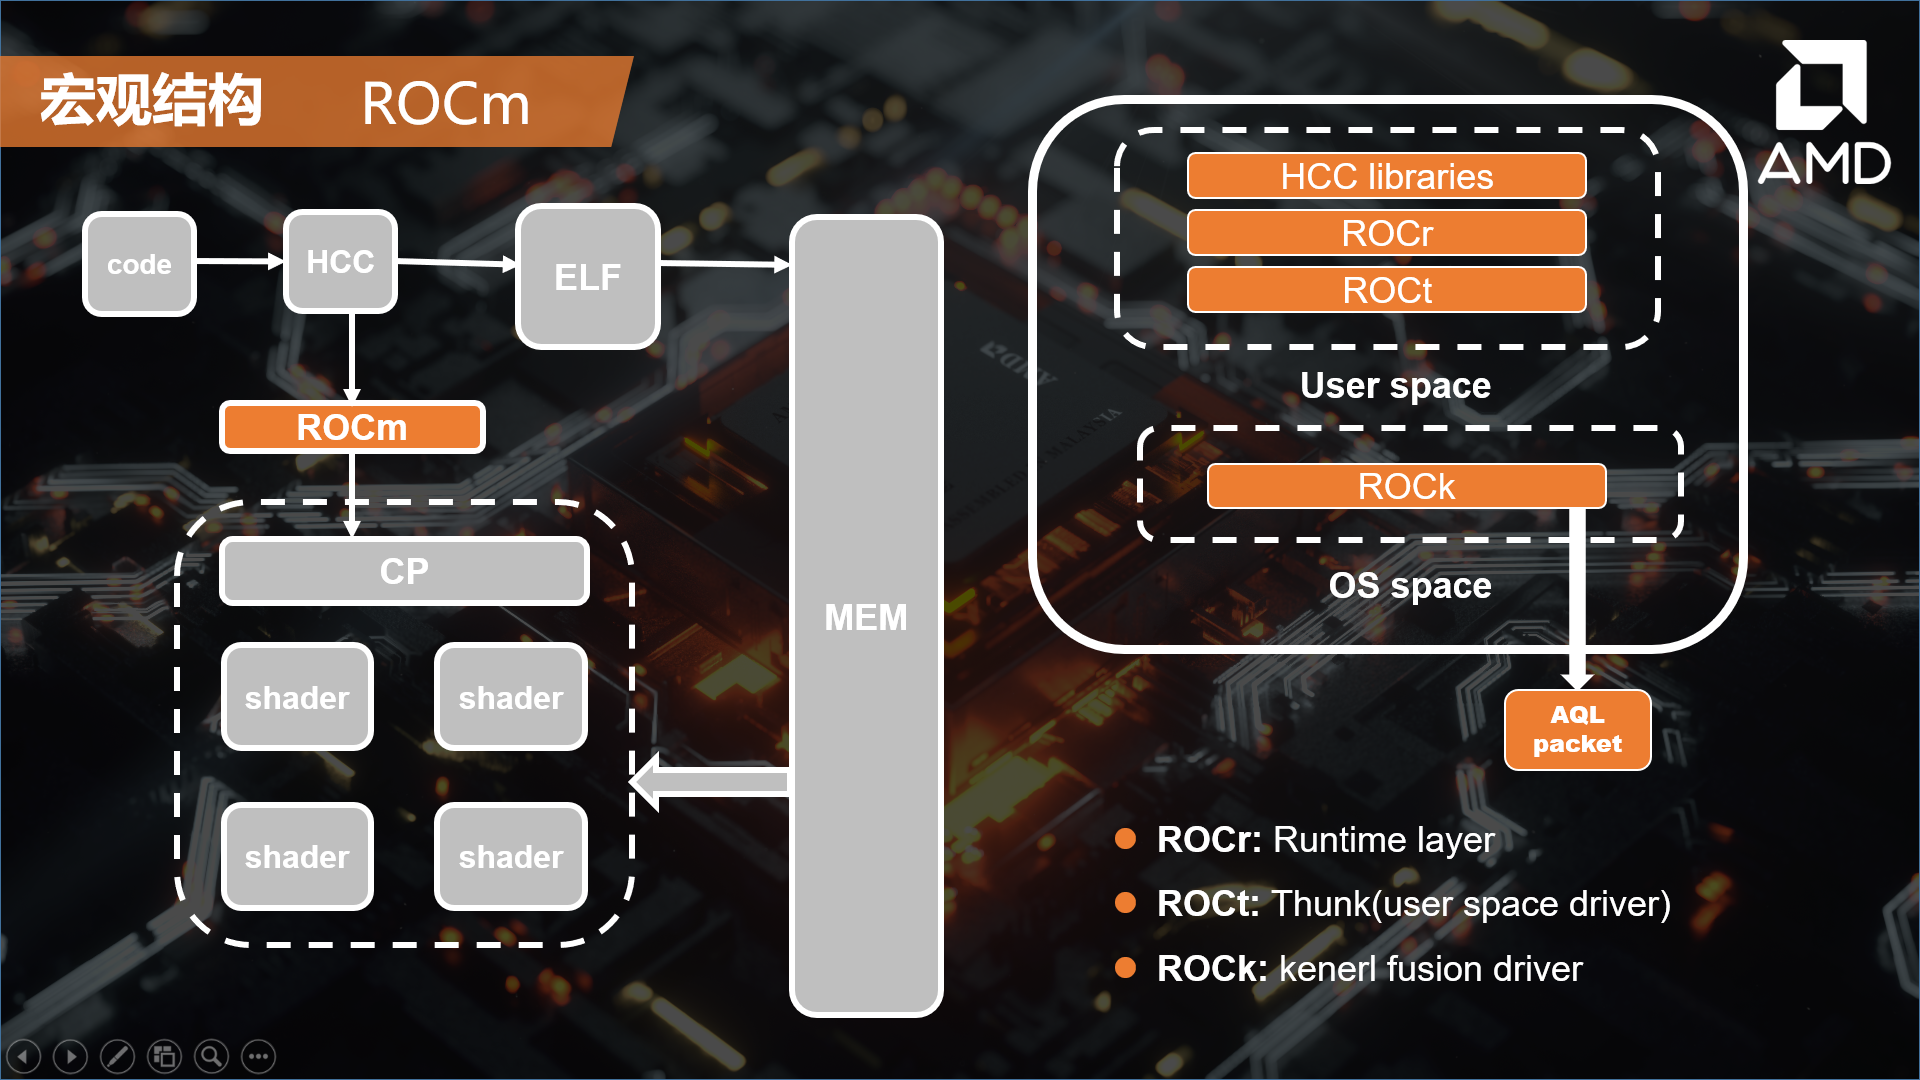 宏观结构 ROCm
AMD
code
HCC
ELF
ROCm
CP
shader
shader
shader
shader
MEM
HCC libraries
ROCr
ROCt
User space
ROCk
OS space
AQL
packet
ROCr: Runtime layer
ROCt: Thunk(user space driver)
ROCk: kenerl fusion driver